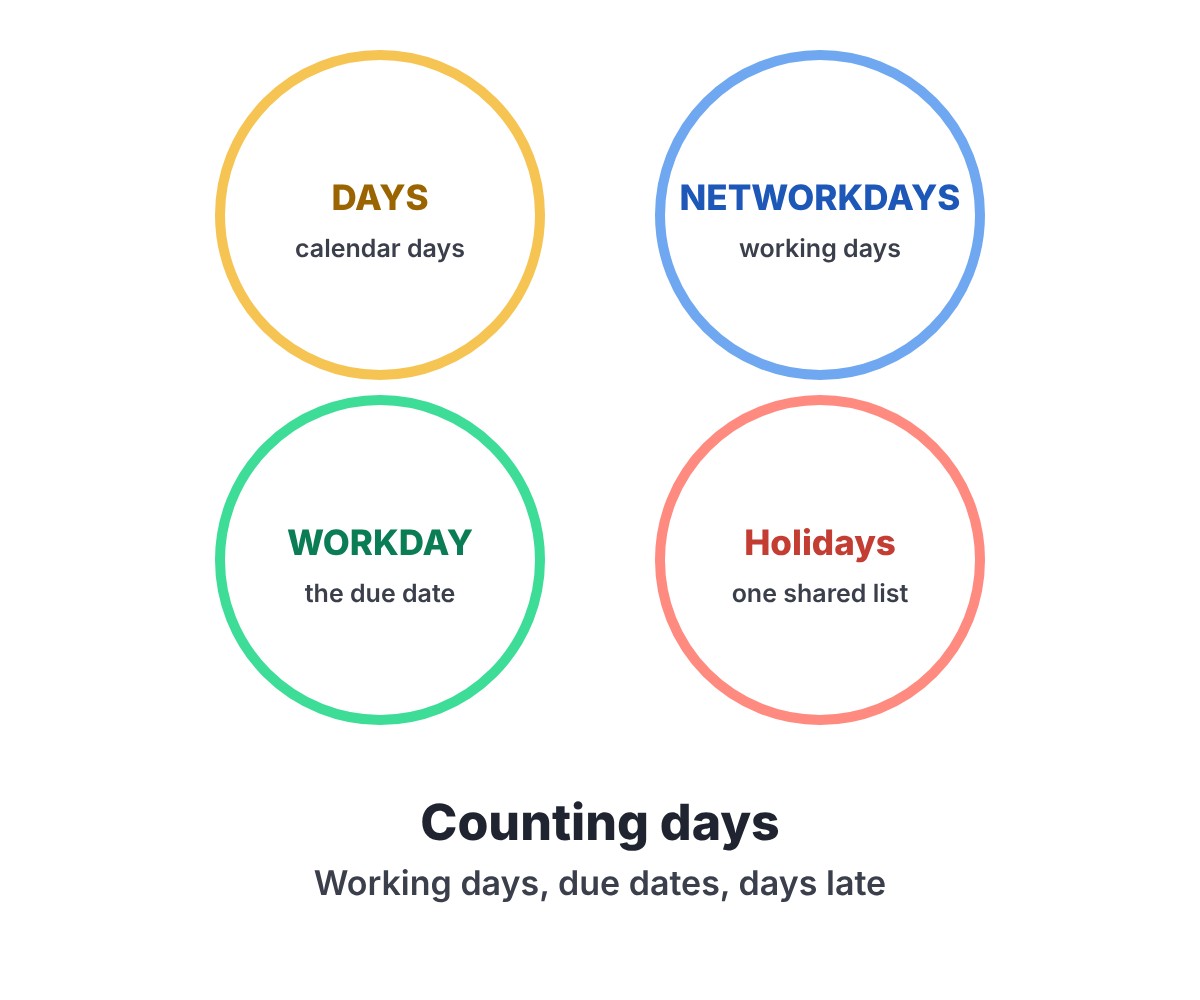 DAYS
calendar days
NETWORKDAYS
working days
WORKDAY
the due date
Holidays
one shared list
Counting days
Working days, due dates, days late